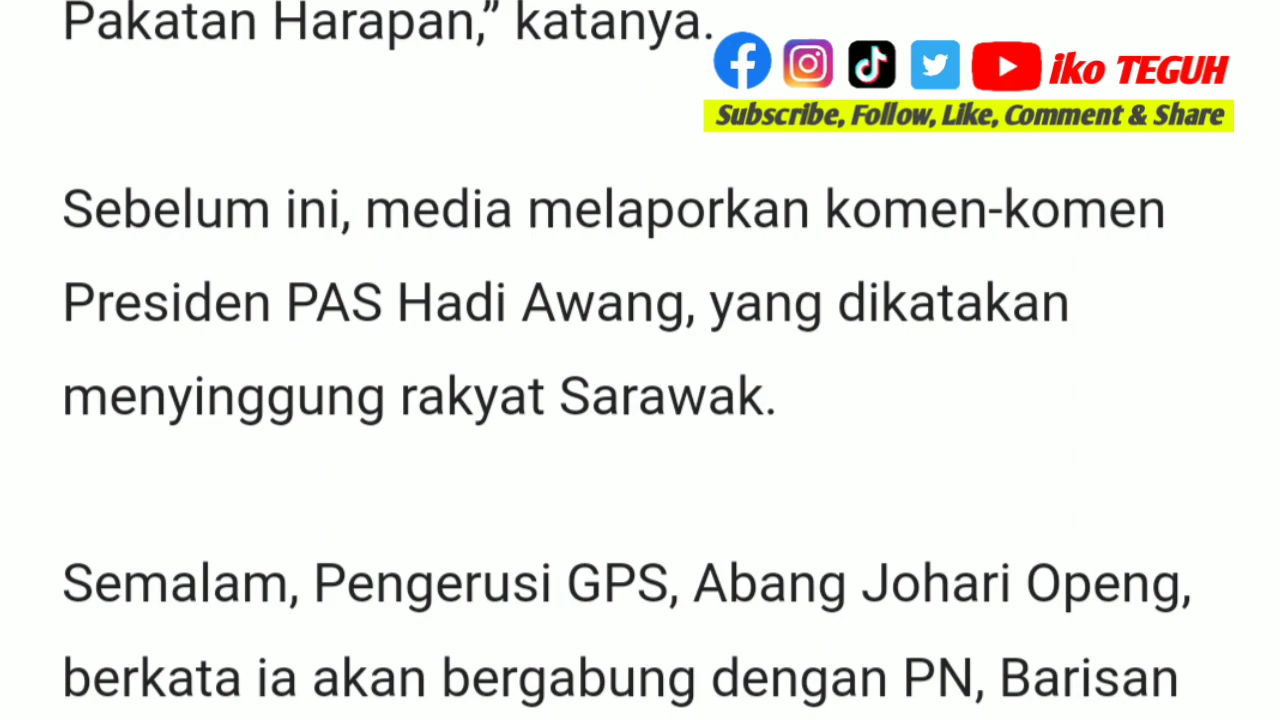 Pakatan Harapan,” katanya.
iko TEGUH
Subscribe, Follow, Like, Comment & Share
Sebelum ini, media melaporkan komen-komen
Presiden PAS Hadi Awang, yang dikatakan
menyinggung rakyat Sarawak.
Semalam, Pengerusi GPS, Abang Johari Openg,
berkata ia akan bergabung dengan PN, Barisan